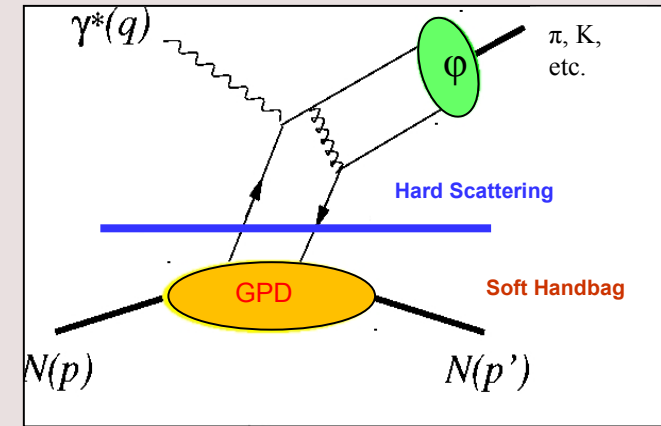 γ*(q)
π, K,
etc.
φ
Hard Scattering
GPD
Soft Handbag
N(p)
N(p’)